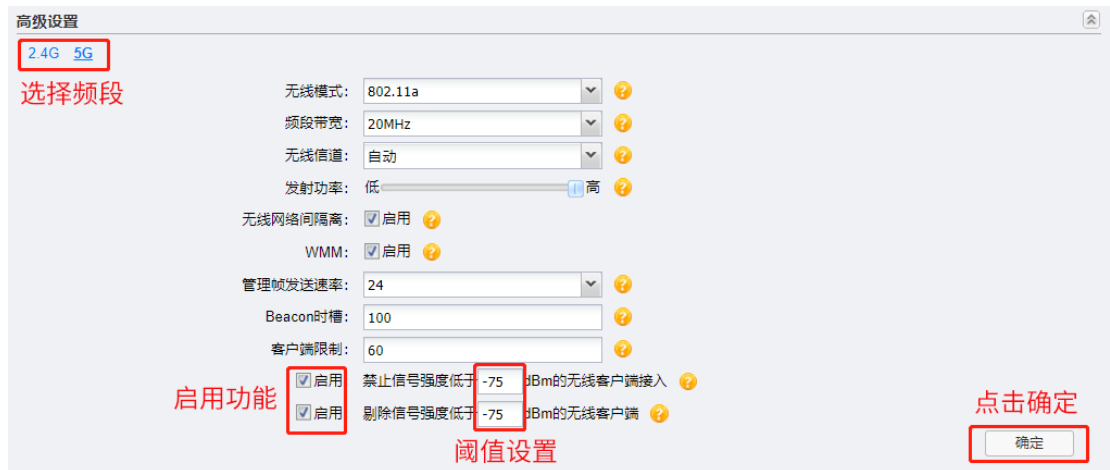 高级设置
2.4G 5G
选择频段
无线模式: 802.11a
频段带宽: 20MHz
无线信道: 自动
发射功率: 低 高
无线网络间隔离: 启用
WMM: 启用
管理帧发送速率: 24
Beacon时槽: 100
客户端限制: 60
启用 禁止信号强度低于 -75 dBm的无线客户端接入
启用功能
启用 剔除信号强度低于 -75 dBm的无线客户端
点击确定
阈值设置
确定